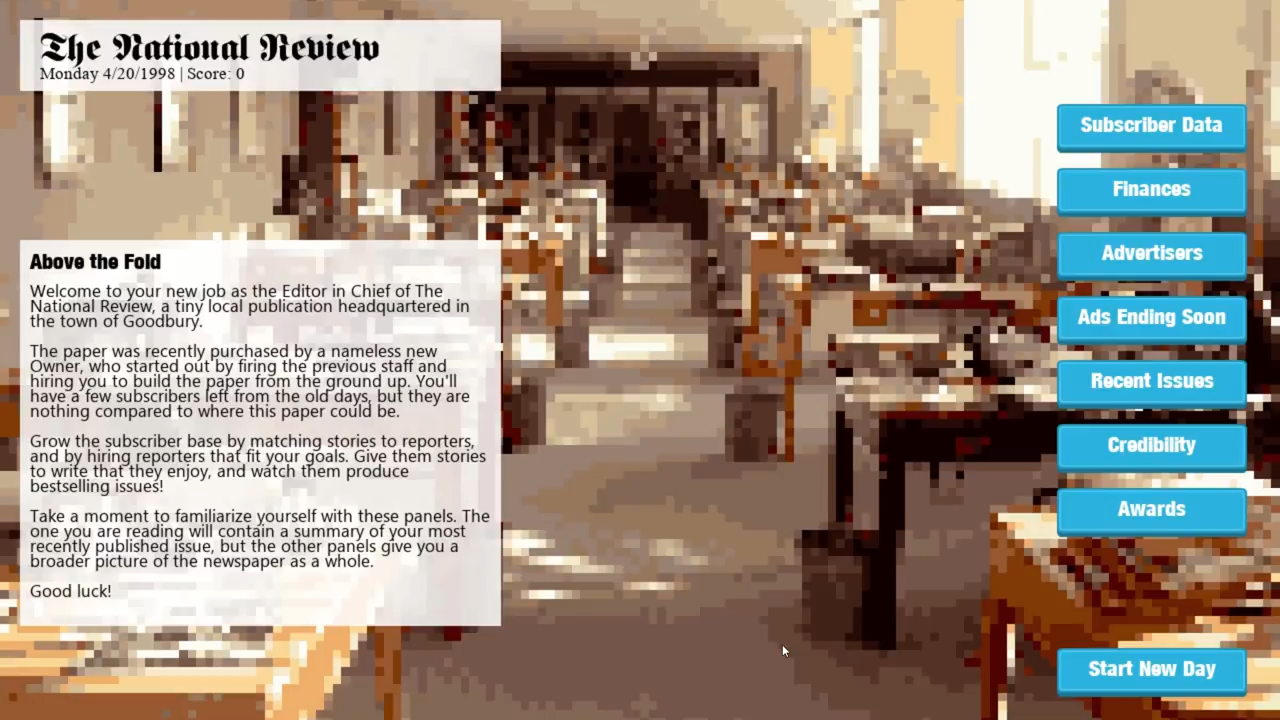 The National Review
Monday 4/20/1998 | Score: 0
Above the Fold
Welcome to your new job as the Editor in Chief of The
National Review, a tiny local publication headquartered in
the town of Goodbury.
The paper was recently purchased by a nameless new
Owner, who started out by firing the previous staff and
hiring you to build the paper from the ground up. You'll
have a few subscribers left from the old days, but they are
nothing compared to where this paper could be.
Grow the subscriber base by matching stories to reporters,
and by hiring reporters that fit your goals. Give them stories
to write that they enjoy, and watch them produce
bestselling issues!
Take a moment to familiarize yourself with these panels. The
one you are reading will contain a summary of your most
recently published issue, but the other panels give you a
broader picture of the newspaper as a whole.
Good luck!
Subscriber Data
Finances
Advertisers
Ads Ending Soon
Recent Issues
Credibility
Awards
Start New Day